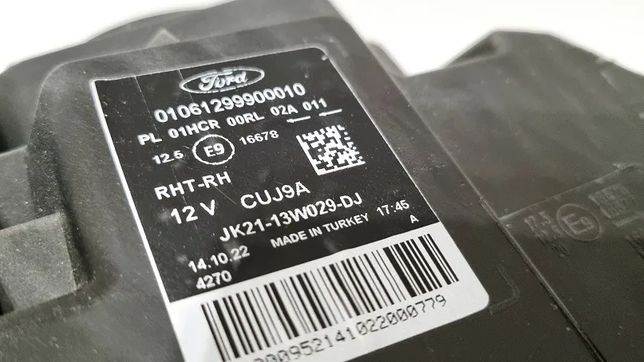 Ford
01061299900010
PL 01HCR 00RL 02A 011
12.5 E9 16678
RHT-RH
12V CUJ9A
JK21-13W029-DJ
14.10.22 MADE IN TURKEY 17:45
4270 A